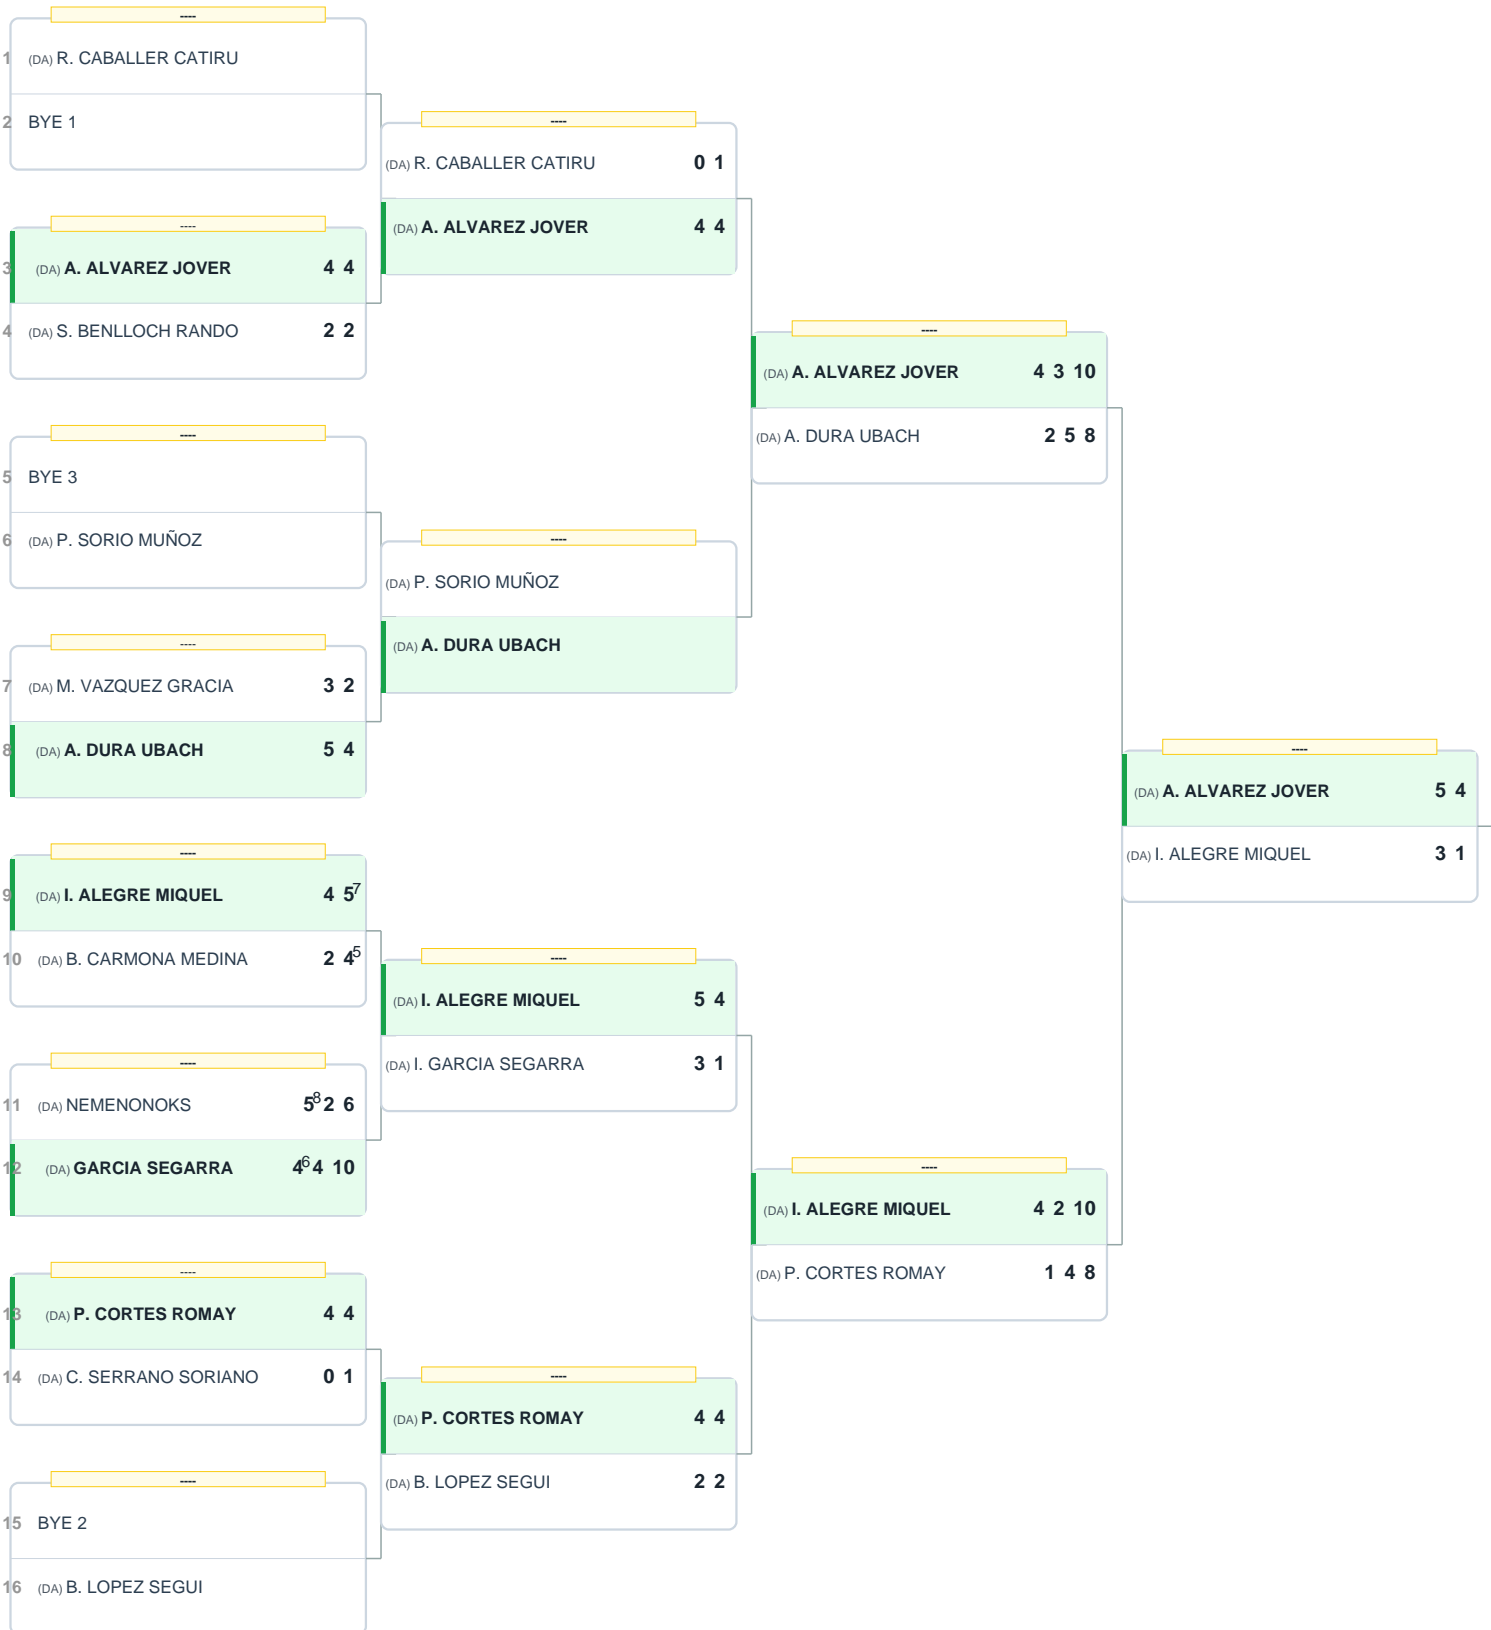 ----
1 (DA) R. CABALLER CATIRU
2 BYE 1
----
3 (DA) A. ALVAREZ JOVER 4 4
4 (DA) S. BENLLOCH RANDO 2 2
----
5 BYE 3
6 (DA) P. SORIO MUÑOZ
----
7 (DA) M. VAZQUEZ GRACIA 3 2
8 (DA) A. DURA UBACH 5 4
----
9 (DA) I. ALEGRE MIQUEL 4 5⁷
10 (DA) B. CARMONA MEDINA 2 4⁵
----
11 (DA) NEMENONOKS 5⁸ 2 6
12 (DA) GARCIA SEGARRA 4⁶ 4 10
----
13 (DA) P. CORTES ROMAY 4 4
14 (DA) C. SERRANO SORIANO 0 1
----
15 BYE 2
16 (DA) B. LOPEZ SEGUI
----
(DA) R. CABALLER CATIRU 0 1
(DA) A. ALVAREZ JOVER 4 4
----
(DA) P. SORIO MUÑOZ
(DA) A. DURA UBACH
----
(DA) I. ALEGRE MIQUEL 5 4
(DA) I. GARCIA SEGARRA 3 1
----
(DA) P. CORTES ROMAY 4 4
(DA) B. LOPEZ SEGUI 2 2
----
(DA) A. ALVAREZ JOVER 4 3 10
(DA) A. DURA UBACH 2 5 8
----
(DA) I. ALEGRE MIQUEL 4 2 10
(DA) P. CORTES ROMAY 1 4 8
----
(DA) A. ALVAREZ JOVER 5 4
(DA) I. ALEGRE MIQUEL 3 1